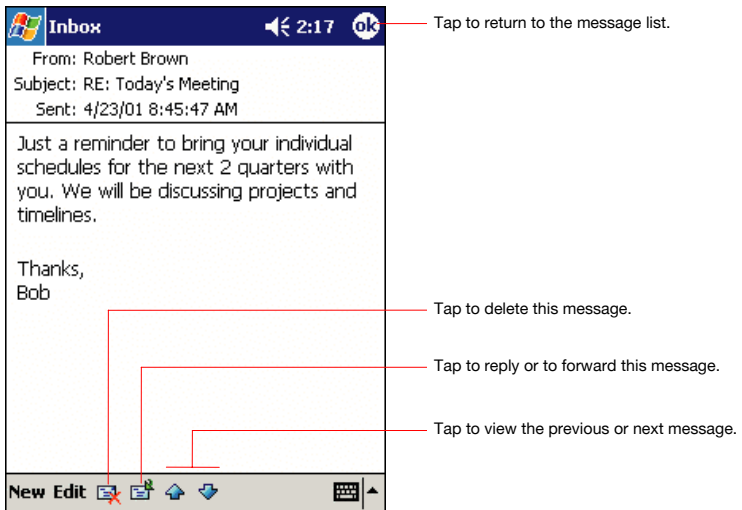 Inbox 2:17 ok
Tap to return to the message list.
From: Robert Brown
Subject: RE: Today's Meeting
Sent: 4/23/01 8:45:47 AM
Just a reminder to bring your individual
schedules for the next 2 quarters with
you. We will be discussing projects and
timelines.
Thanks,
Bob
Tap to delete this message.
Tap to reply or to forward this message.
Tap to view the previous or next message.
New Edit